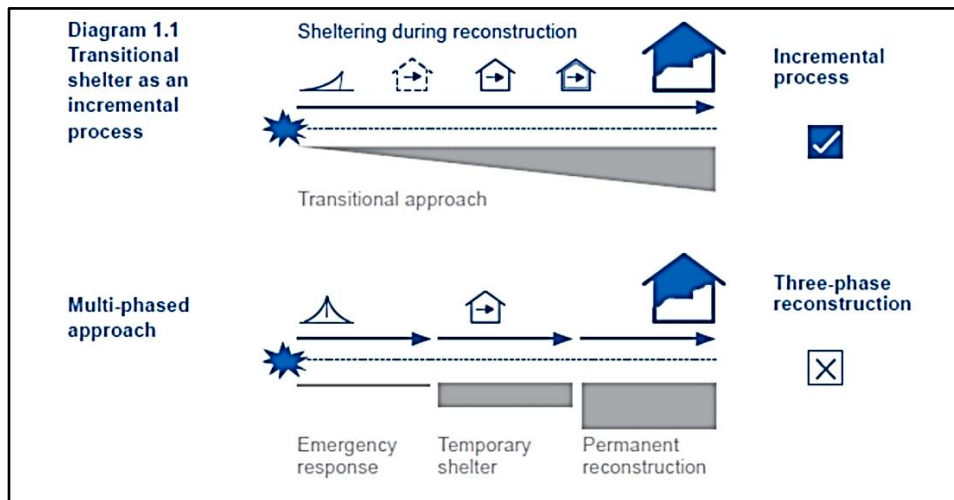 Diagram 1.1
Transitional
shelter as an
incremental
process
Sheltering during reconstruction
Incremental
process
Transitional approach
Multi-phased
approach
Three-phase
reconstruction
Emergency
response
Temporary
shelter
Permanent
reconstruction